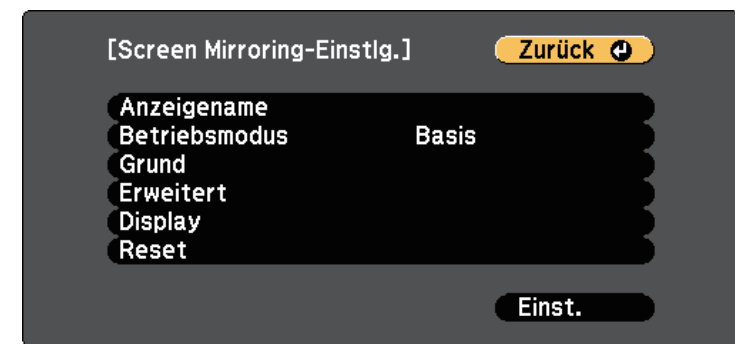 [Screen Mirroring-Einstlg.] Zurück
Anzeigename
Betriebsmodus Basis
Grund
Erweitert
Display
Reset
Einst.